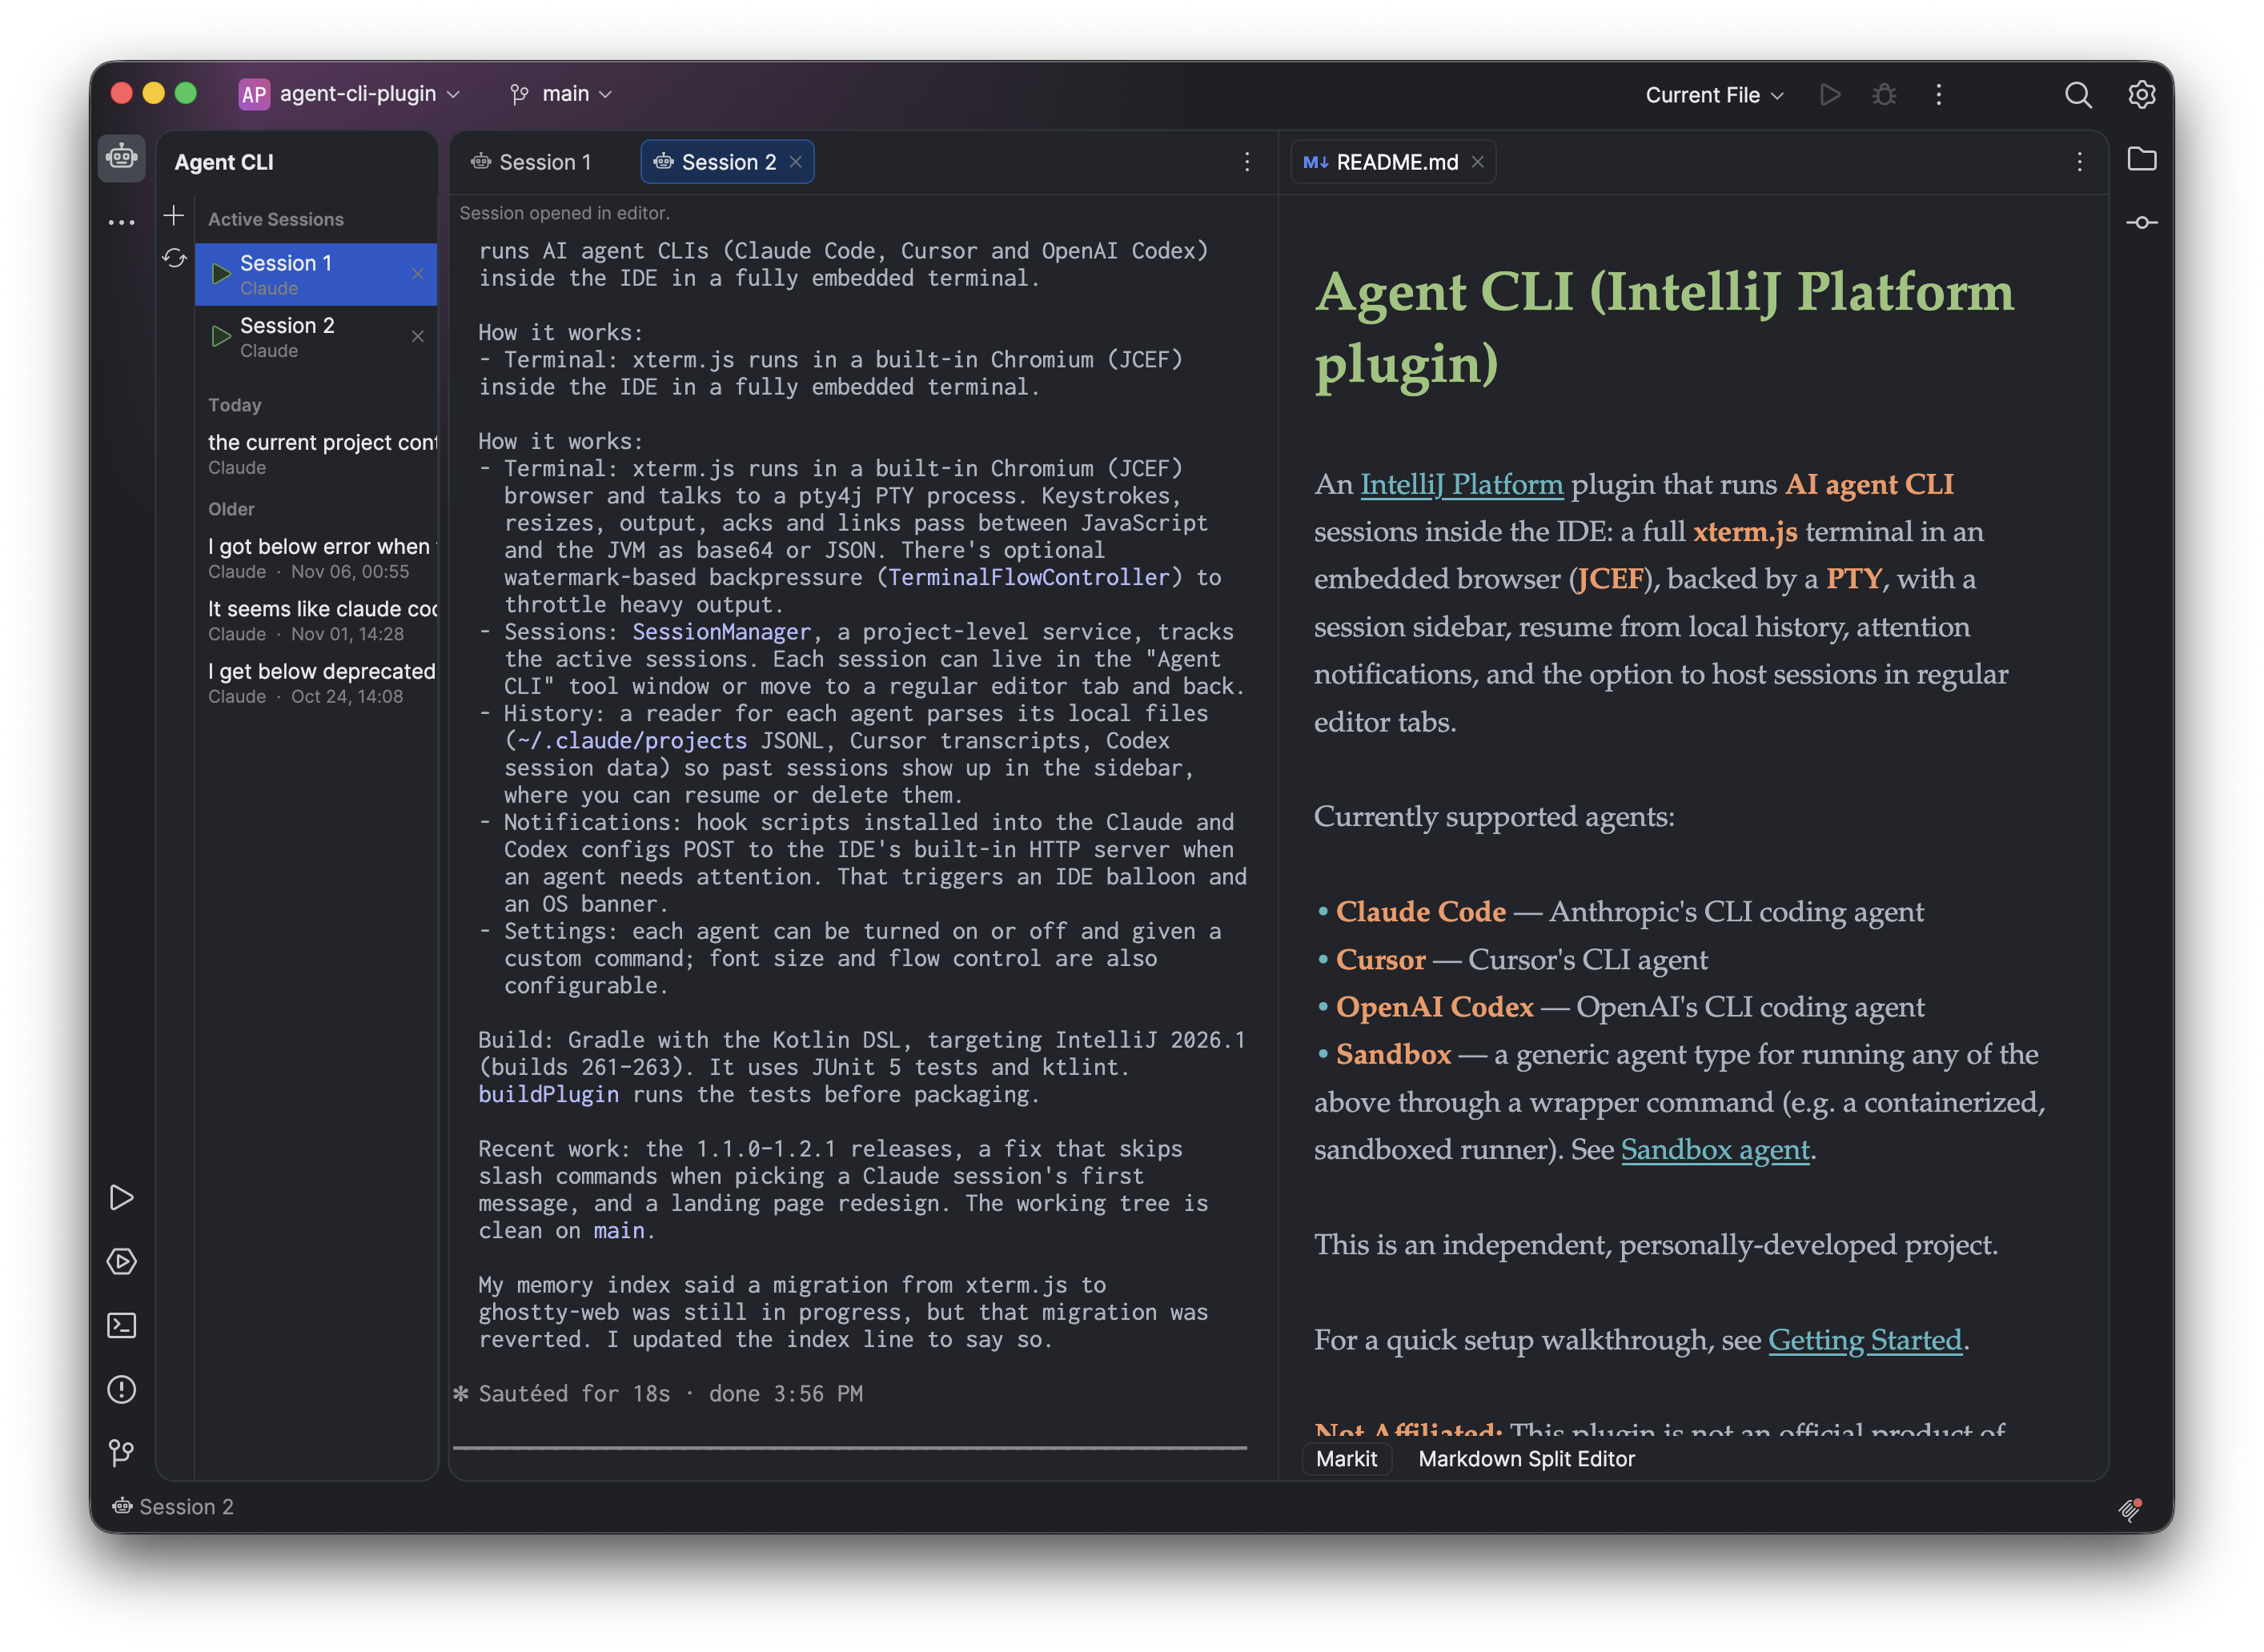 AP agent-cli-plugin main Current File
Agent CLI
Active Sessions
Session 1
Claude
Session 2
Claude
Today
the current project cont
Claude
Older
I got below error when
Claude · Nov 06, 00:55
It seems like claude cod
Claude · Nov 01, 14:28
I get below deprecated
Claude · Oct 24, 14:08
Session 1 Session 2
Session opened in editor.
runs AI agent CLIs (Claude Code, Cursor and OpenAI Codex)
inside the IDE in a fully embedded terminal.
How it works:
- Terminal: xterm.js runs in a built-in Chromium (JCEF)
inside the IDE in a fully embedded terminal.
How it works:
- Terminal: xterm.js runs in a built-in Chromium (JCEF)
browser and talks to a pty4j PTY process. Keystrokes,
resizes, output, acks and links pass between JavaScript
and the JVM as base64 or JSON. There's optional
watermark-based backpressure (TerminalFlowController) to
throttle heavy output.
- Sessions: SessionManager, a project-level service, tracks
the active sessions. Each session can live in the "Agent
CLI" tool window or move to a regular editor tab and back.
- History: a reader for each agent parses its local files
(~/.claude/projects JSONL, Cursor transcripts, Codex
session data) so past sessions show up in the sidebar,
where you can resume or delete them.
- Notifications: hook scripts installed into the Claude and
Codex configs POST to the IDE's built-in HTTP server when
an agent needs attention. That triggers an IDE balloon and
an OS banner.
- Settings: each agent can be turned on or off and given a
custom command; font size and flow control are also
configurable.
Build: Gradle with the Kotlin DSL, targeting IntelliJ 2026.1
(builds 261–263). It uses JUnit 5 tests and ktlint.
buildPlugin runs the tests before packaging.
Recent work: the 1.1.0–1.2.1 releases, a fix that skips
slash commands when picking a Claude session's first
message, and a landing page redesign. The working tree is
clean on main.
My memory index said a migration from xterm.js to
ghostty-web was still in progress, but that migration was
reverted. I updated the index line to say so.
✻ Sautéed for 18s · done 3:56 PM
M↓ README.md
Agent CLI (IntelliJ Platform
plugin)
An IntelliJ Platform plugin that runs AI agent CLI
sessions inside the IDE: a full xterm.js terminal in an
embedded browser (JCEF), backed by a PTY, with a
session sidebar, resume from local history, attention
notifications, and the option to host sessions in regular
editor tabs.
Currently supported agents:
• Claude Code — Anthropic's CLI coding agent
• Cursor — Cursor's CLI agent
• OpenAI Codex — OpenAI's CLI coding agent
• Sandbox — a generic agent type for running any of the
above through a wrapper command (e.g. a containerized,
sandboxed runner). See Sandbox agent.
This is an independent, personally-developed project.
For a quick setup walkthrough, see Getting Started.
Not Affiliated: This plugin is not an official product of
Markit Markdown Split Editor
Session 2